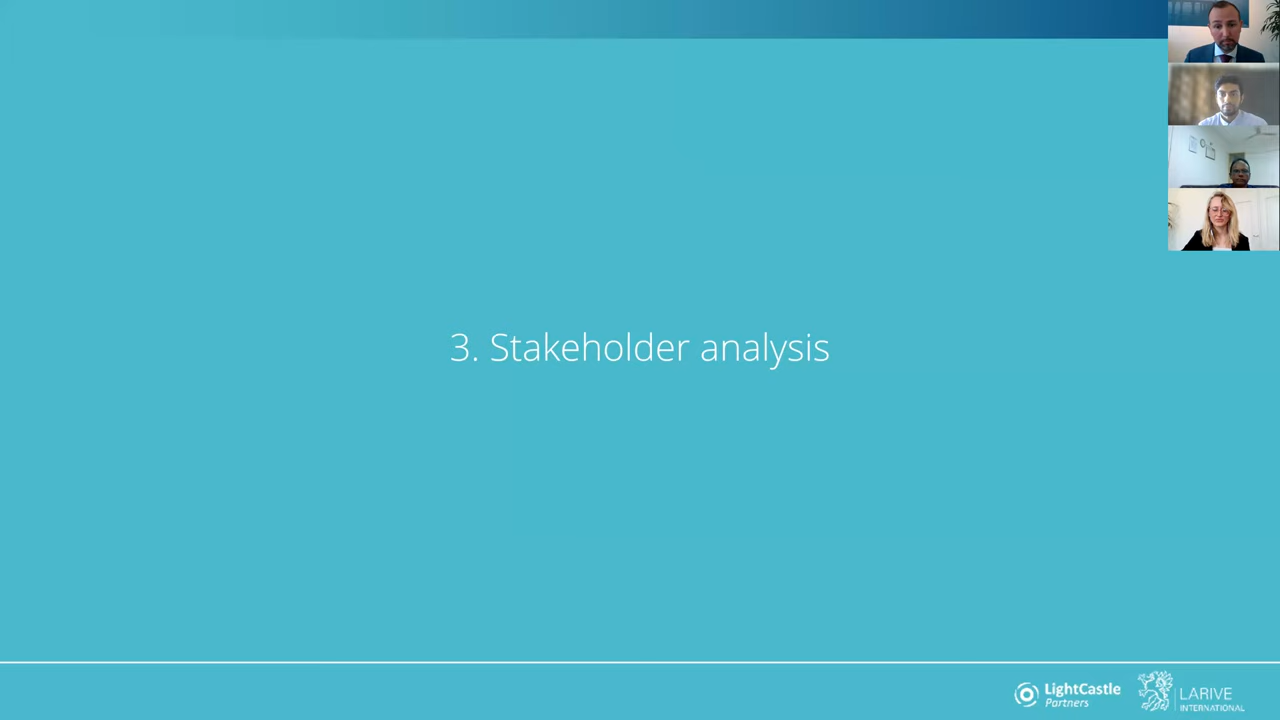 3. Stakeholder analysis
LightCastle
Partners
LARIVE
INTERNATIONAL